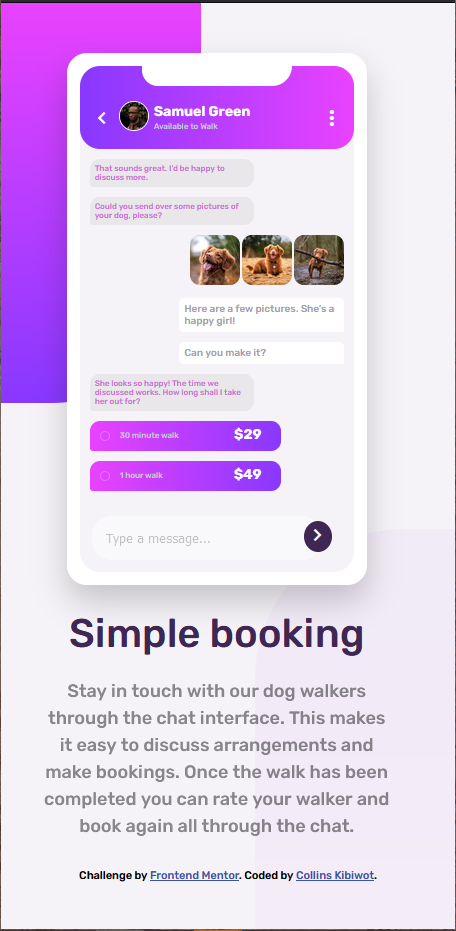 Samuel Green
Available to Walk
That sounds great. I'd be happy to
discuss more.
Could you send over some pictures of
your dog, please?
Here are a few pictures. She's a
happy girl!
Can you make it?
She looks so happy! The time we
discussed works. How long shall I take
her out for?
30 minute walk $29
1 hour walk $49
Type a message...
Simple booking
Stay in touch with our dog walkers
through the chat interface. This makes
it easy to discuss arrangements and
make bookings. Once the walk has been
completed you can rate your walker and
book again all through the chat.
Challenge by Frontend Mentor. Coded by Collins Kibiwot.